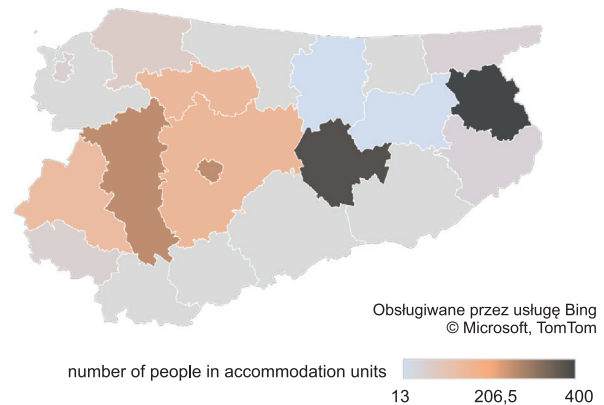 Obsługiwane przez usługę Bing
© Microsoft, TomTom
number of people in accommodation units
13 206,5 400